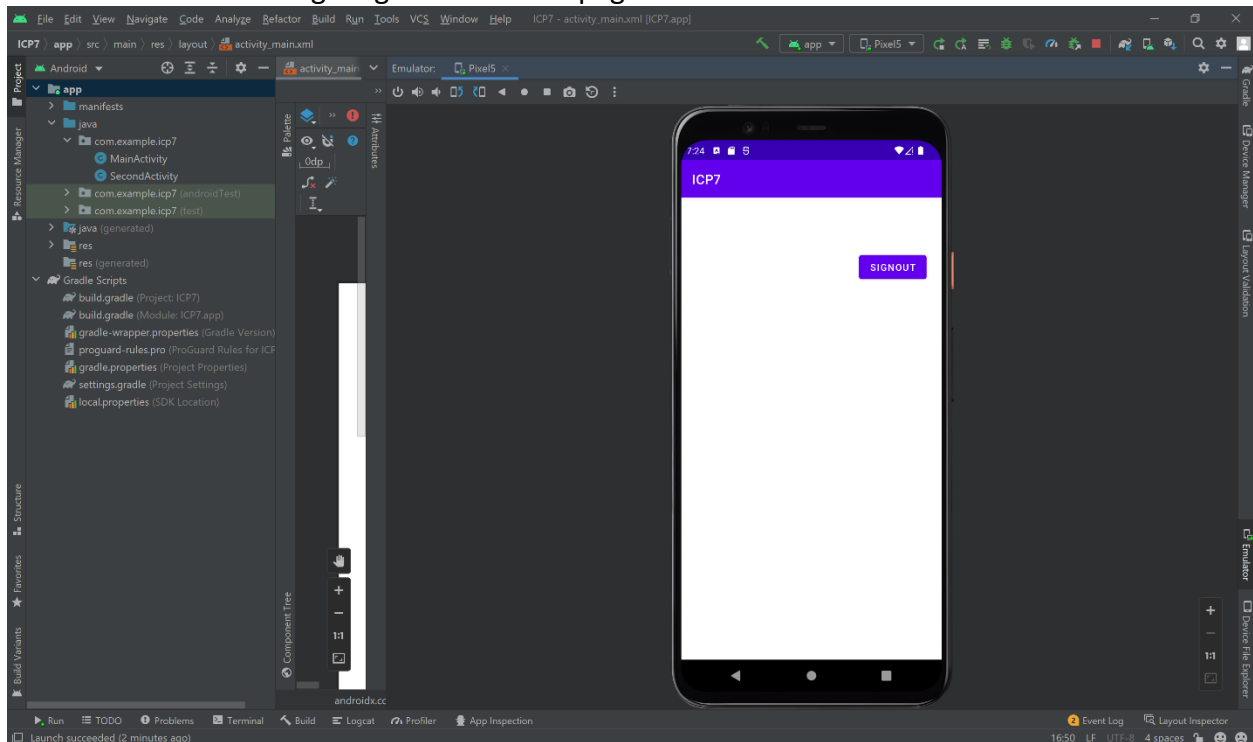 File Edit View Navigate Code Analyze Refactor Build Run Tools VCS Window Help ICP7 - activity_main.xml [ICP7.app]
ICP7 app src main res layout activity_main.xml
app Pixel5
Project
Android
activity_main
Emulator: Pixel5
Gradle
app
manifests
java
com.example.icp7
MainActivity
SecondActivity
com.example.icp7 (androidTest)
com.example.icp7 (test)
java (generated)
res
res (generated)
Gradle Scripts
build.gradle (Project: ICP7)
build.gradle (Module: ICP7.app)
gradle-wrapper.properties (Gradle Version)
proguard-rules.pro (ProGuard Rules for ICP
gradle.properties (Project Properties)
settings.gradle (Project Settings)
local.properties (SDK Location)
Resource Manager
Structure
Favorites
Build Variants
Palette
Attributes
0dp
Component Tree
1:1
androidx.cc
7:24
ICP7
SIGNOUT
Device Manager
Layout Validation
Emulator
Device File Explorer
1:1
Run TODO Problems Terminal Build Logcat Profiler App Inspection
2 Event Log Layout Inspector
Launch succeeded (2 minutes ago)
16:50 LF UTF-8 4 spaces